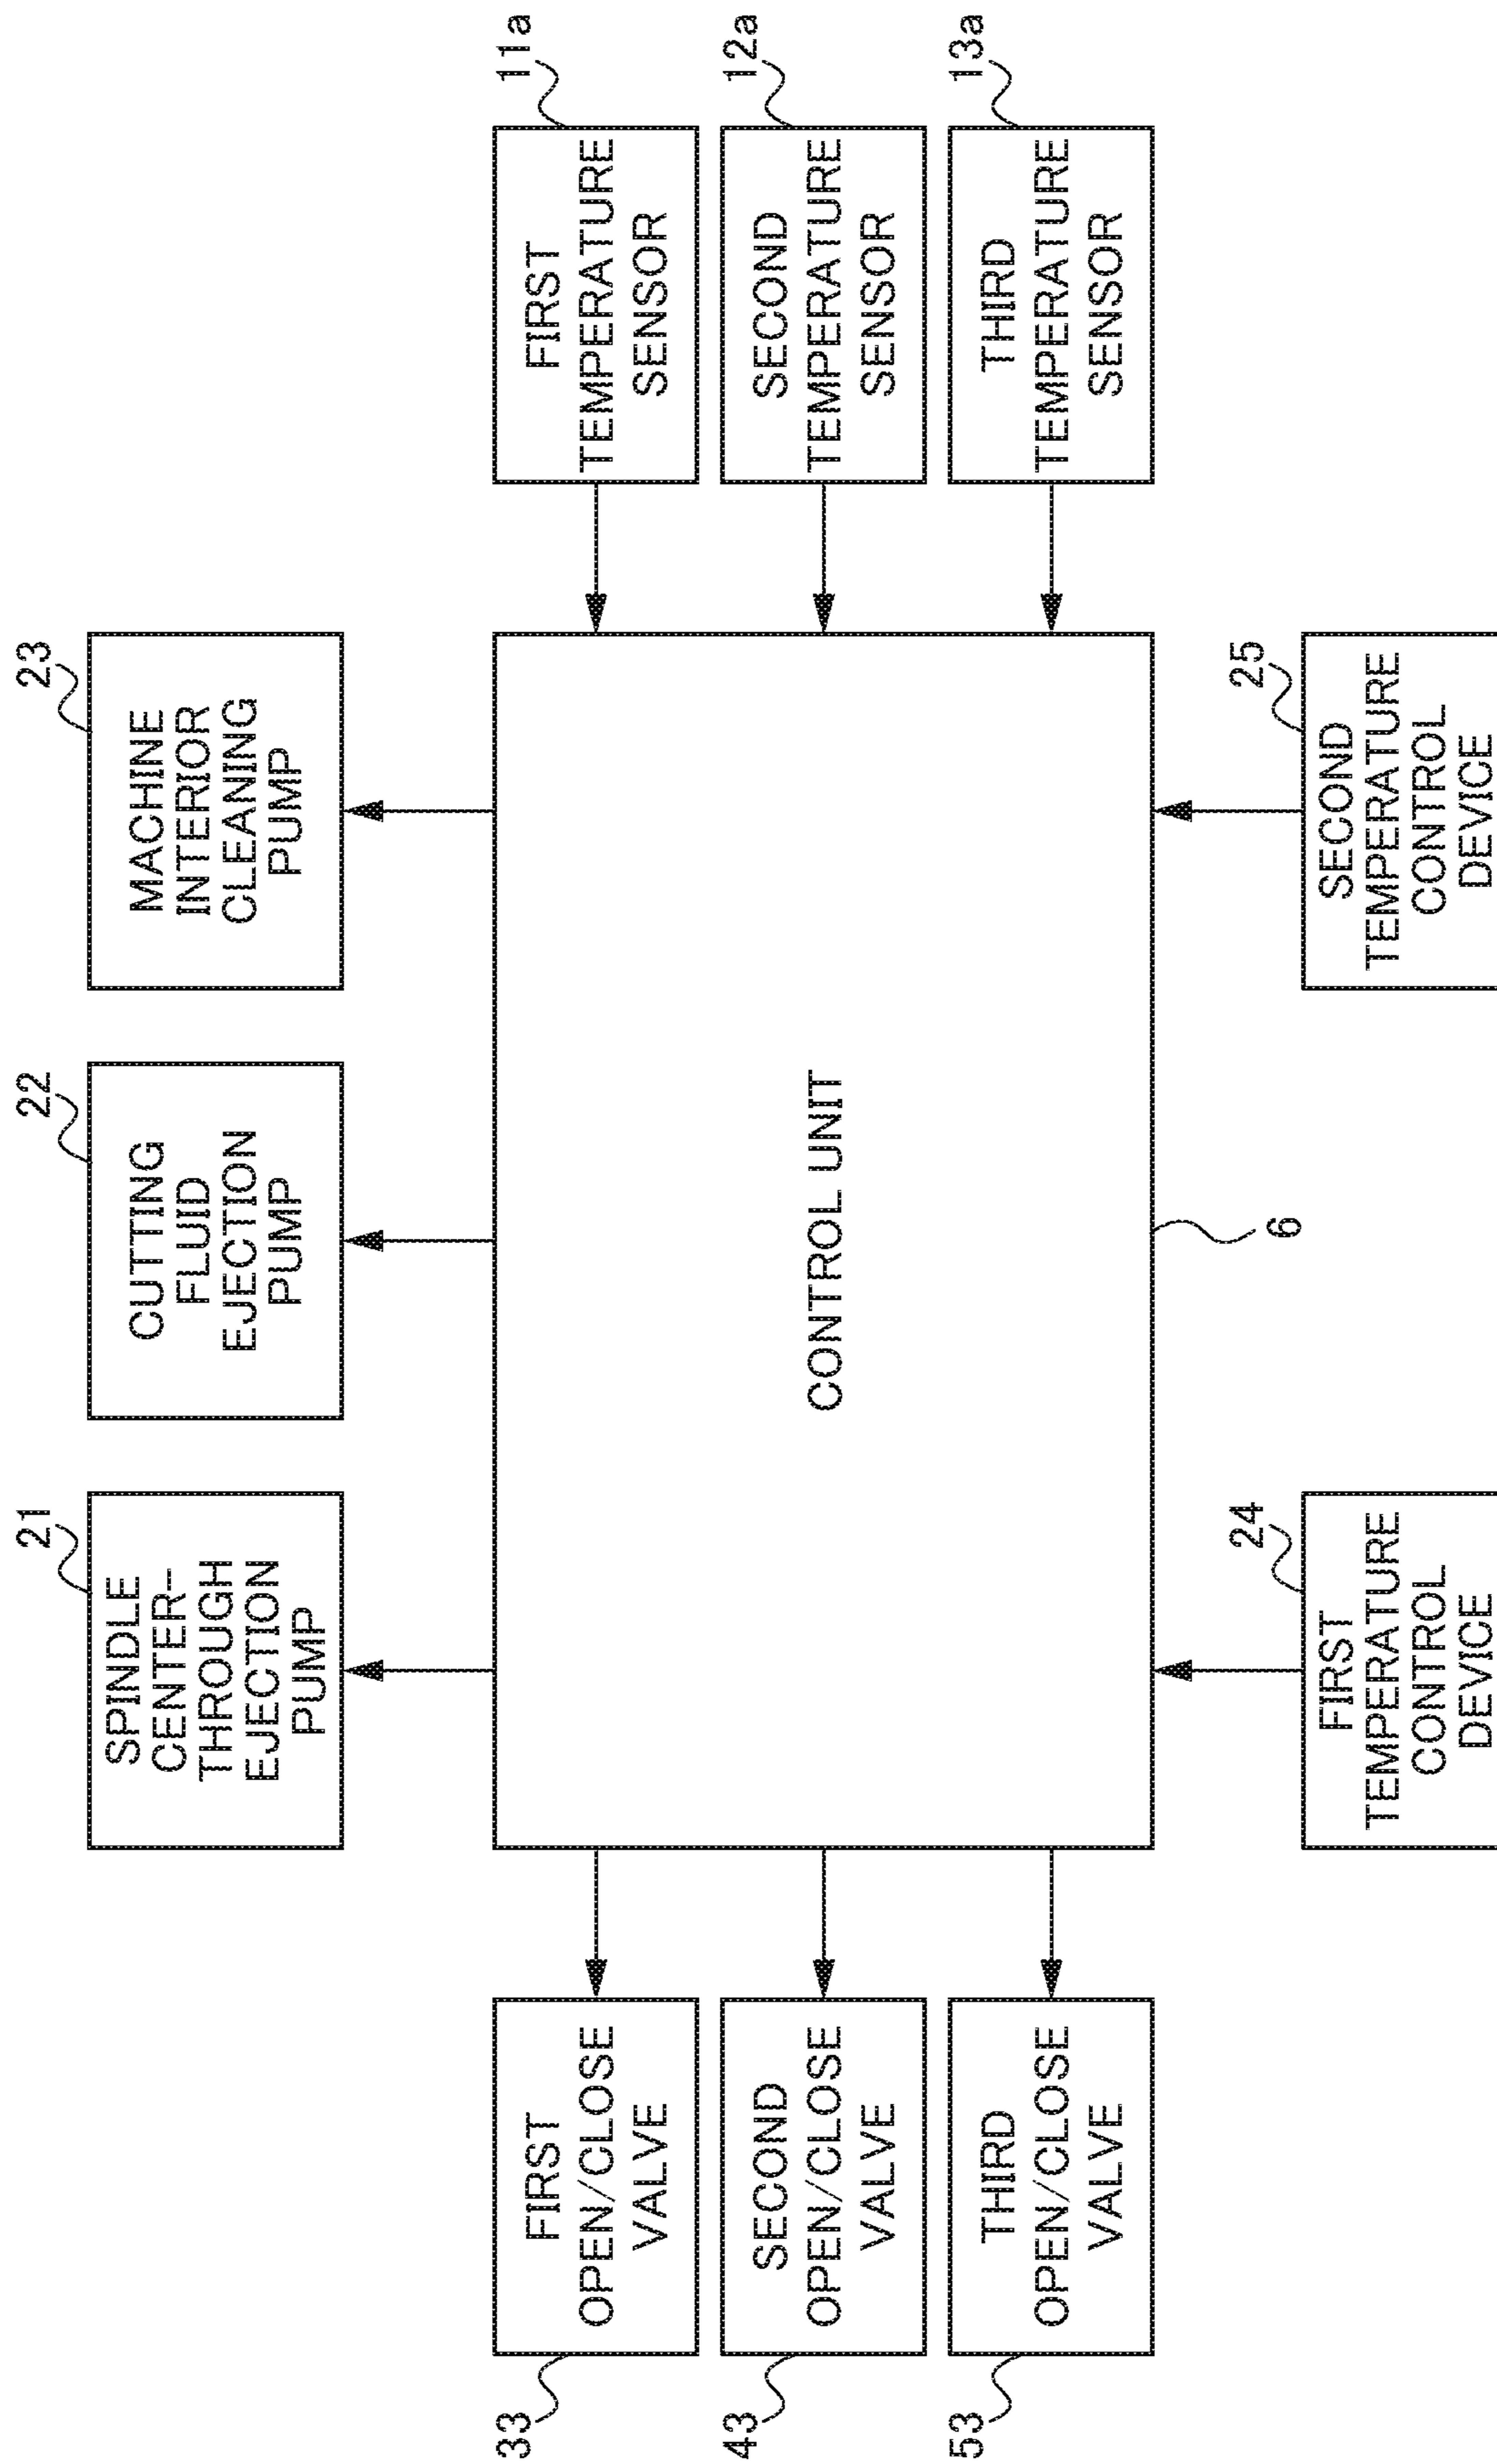 21
SPINDLE
CENTER-
THROUGH
EJECTION
PUMP
22
CUTTING
FLUID
EJECTION
PUMP
23
MACHINE
INTERIOR
CLEANING
PUMP
33
FIRST
OPEN/CLOSE
VALVE
43
SECOND
OPEN/CLOSE
VALVE
53
THIRD
OPEN/CLOSE
VALVE
CONTROL UNIT
6
11a
FIRST
TEMPERATURE
SENSOR
12a
SECOND
TEMPERATURE
SENSOR
13a
THIRD
TEMPERATURE
SENSOR
24
FIRST
TEMPERATURE
CONTROL
DEVICE
25
SECOND
TEMPERATURE
CONTROL
DEVICE